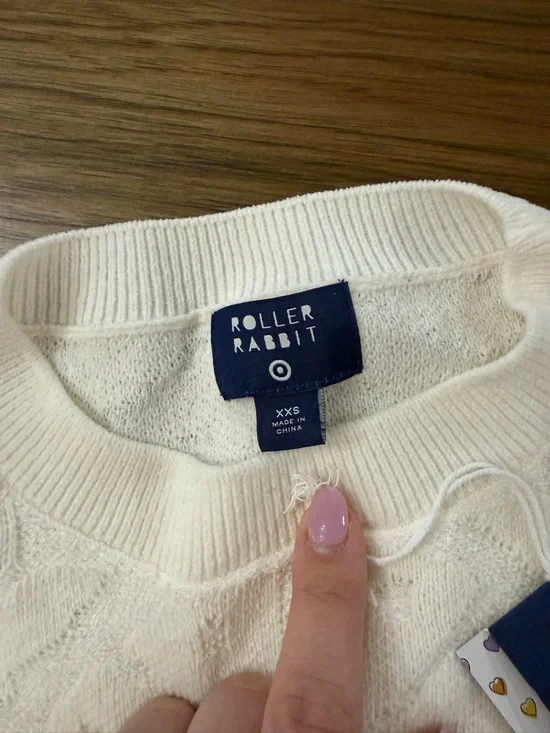 ROLLER
RABBIT
XXS
MADE IN
CHINA